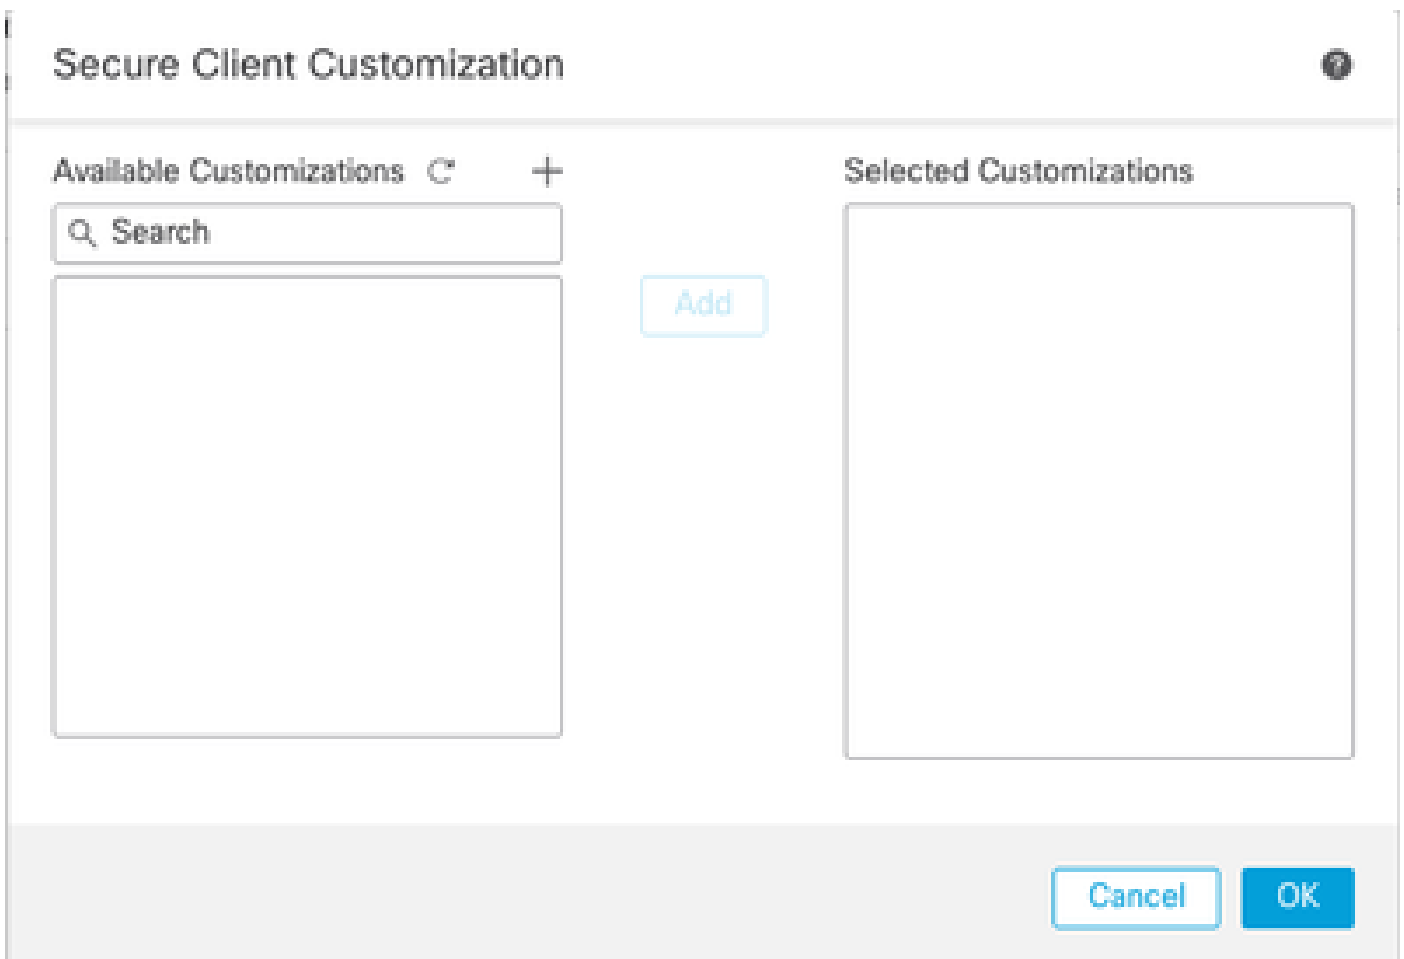 Secure Client Customization
Available Customizations
Search
Add
Selected Customizations
Cancel
OK